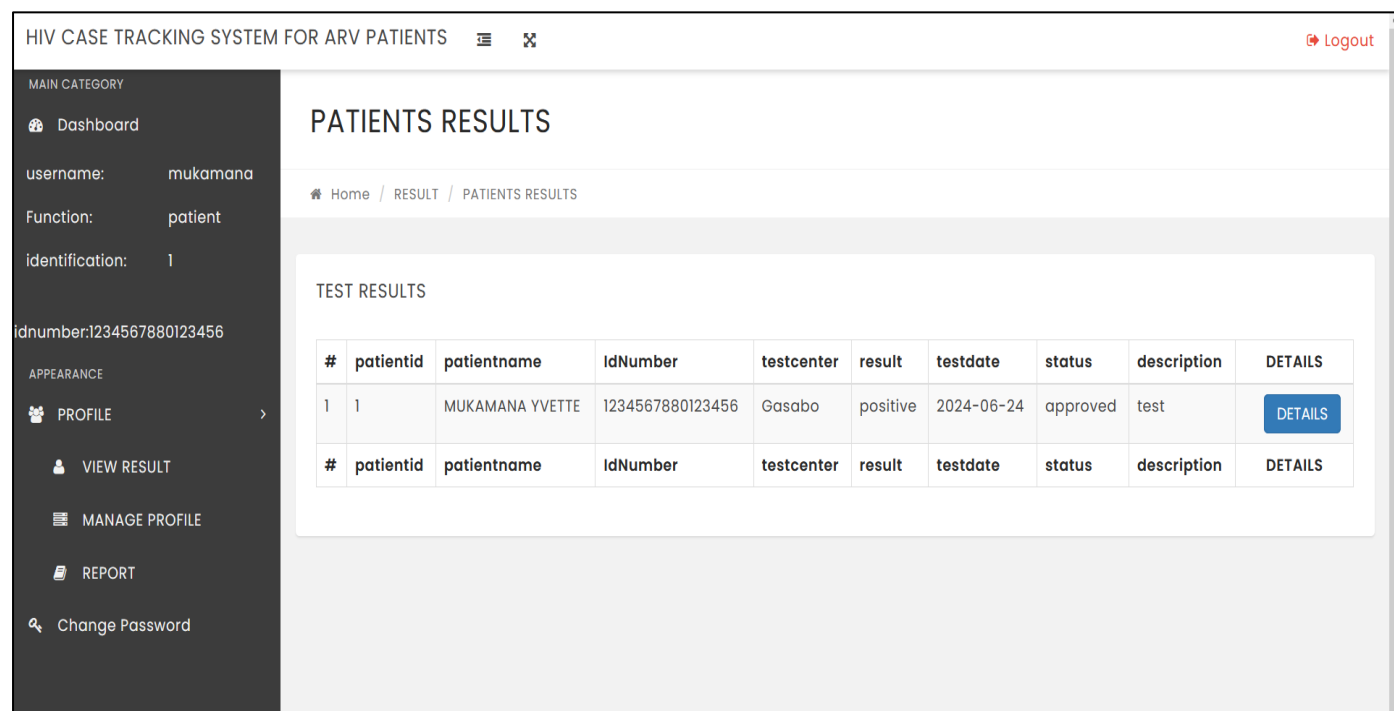 HIV CASE TRACKING SYSTEM FOR ARV PATIENTS
Logout
MAIN CATEGORY
Dashboard
username: mukamana
Function: patient
identification: 1
idnumber:1234567880123456
APPEARANCE
PROFILE
VIEW RESULT
MANAGE PROFILE
REPORT
Change Password
PATIENTS RESULTS
Home / RESULT / PATIENTS RESULTS
TEST RESULTS
# patientid patientname IdNumber testcenter result testdate status description DETAILS
1 1 MUKAMANA YVETTE 1234567880123456 Gasabo positive 2024-06-24 approved test DETAILS
# patientid patientname IdNumber testcenter result testdate status description DETAILS